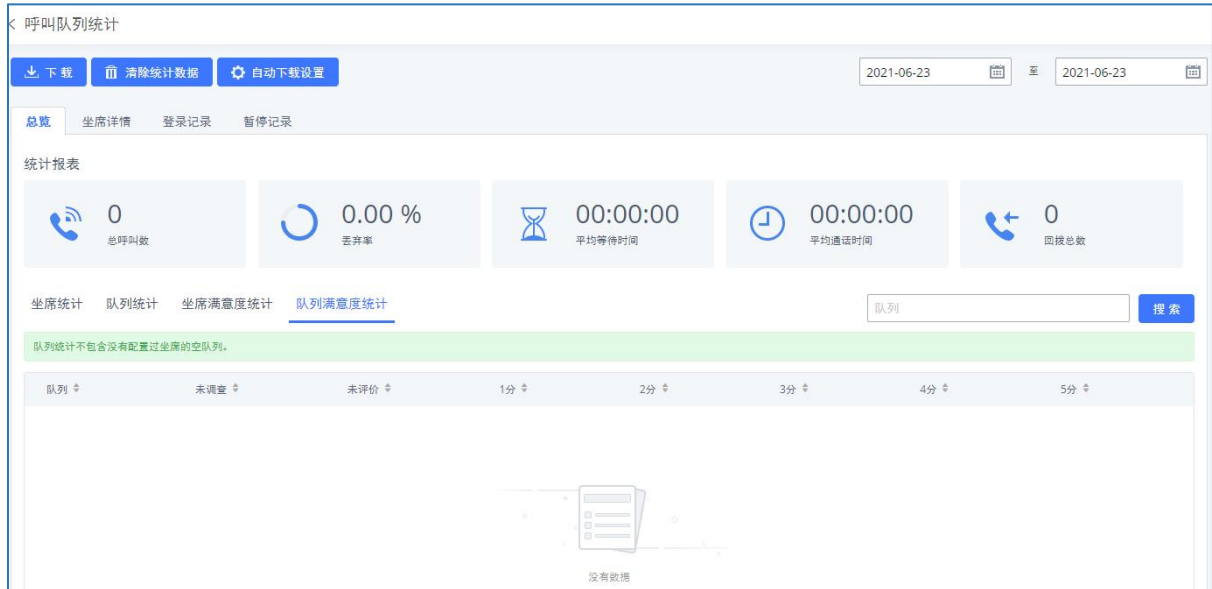 < 呼叫队列统计
下载 清除统计数据 自动下载设置 2021-06-23 至 2021-06-23
总览 坐席详情 登录记录 暂停记录
统计报表
0 0.00 % 00:00:00 00:00:00 0
总呼叫数 丢弃率 平均等待时间 平均通话时间 回拨总数
坐席统计 队列统计 坐席满意度统计 队列满意度统计 队列 搜索
队列统计不包含没有配置过坐席的空队列。
队列 未调查 未评价 1分 2分 3分 4分 5分
没有数据